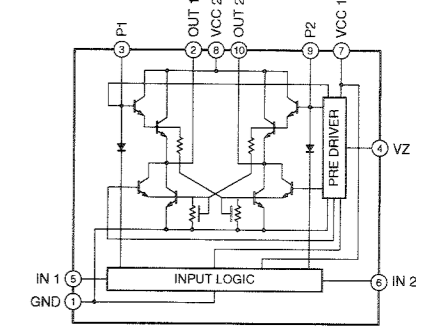 P1
OUT 1
VCC 2
OUT 2
P2
VCC 1
3
2
8
10
9
7
PRE DRIVER
4 VZ
IN 1 5
INPUT LOGIC
6 IN 2
GND 1